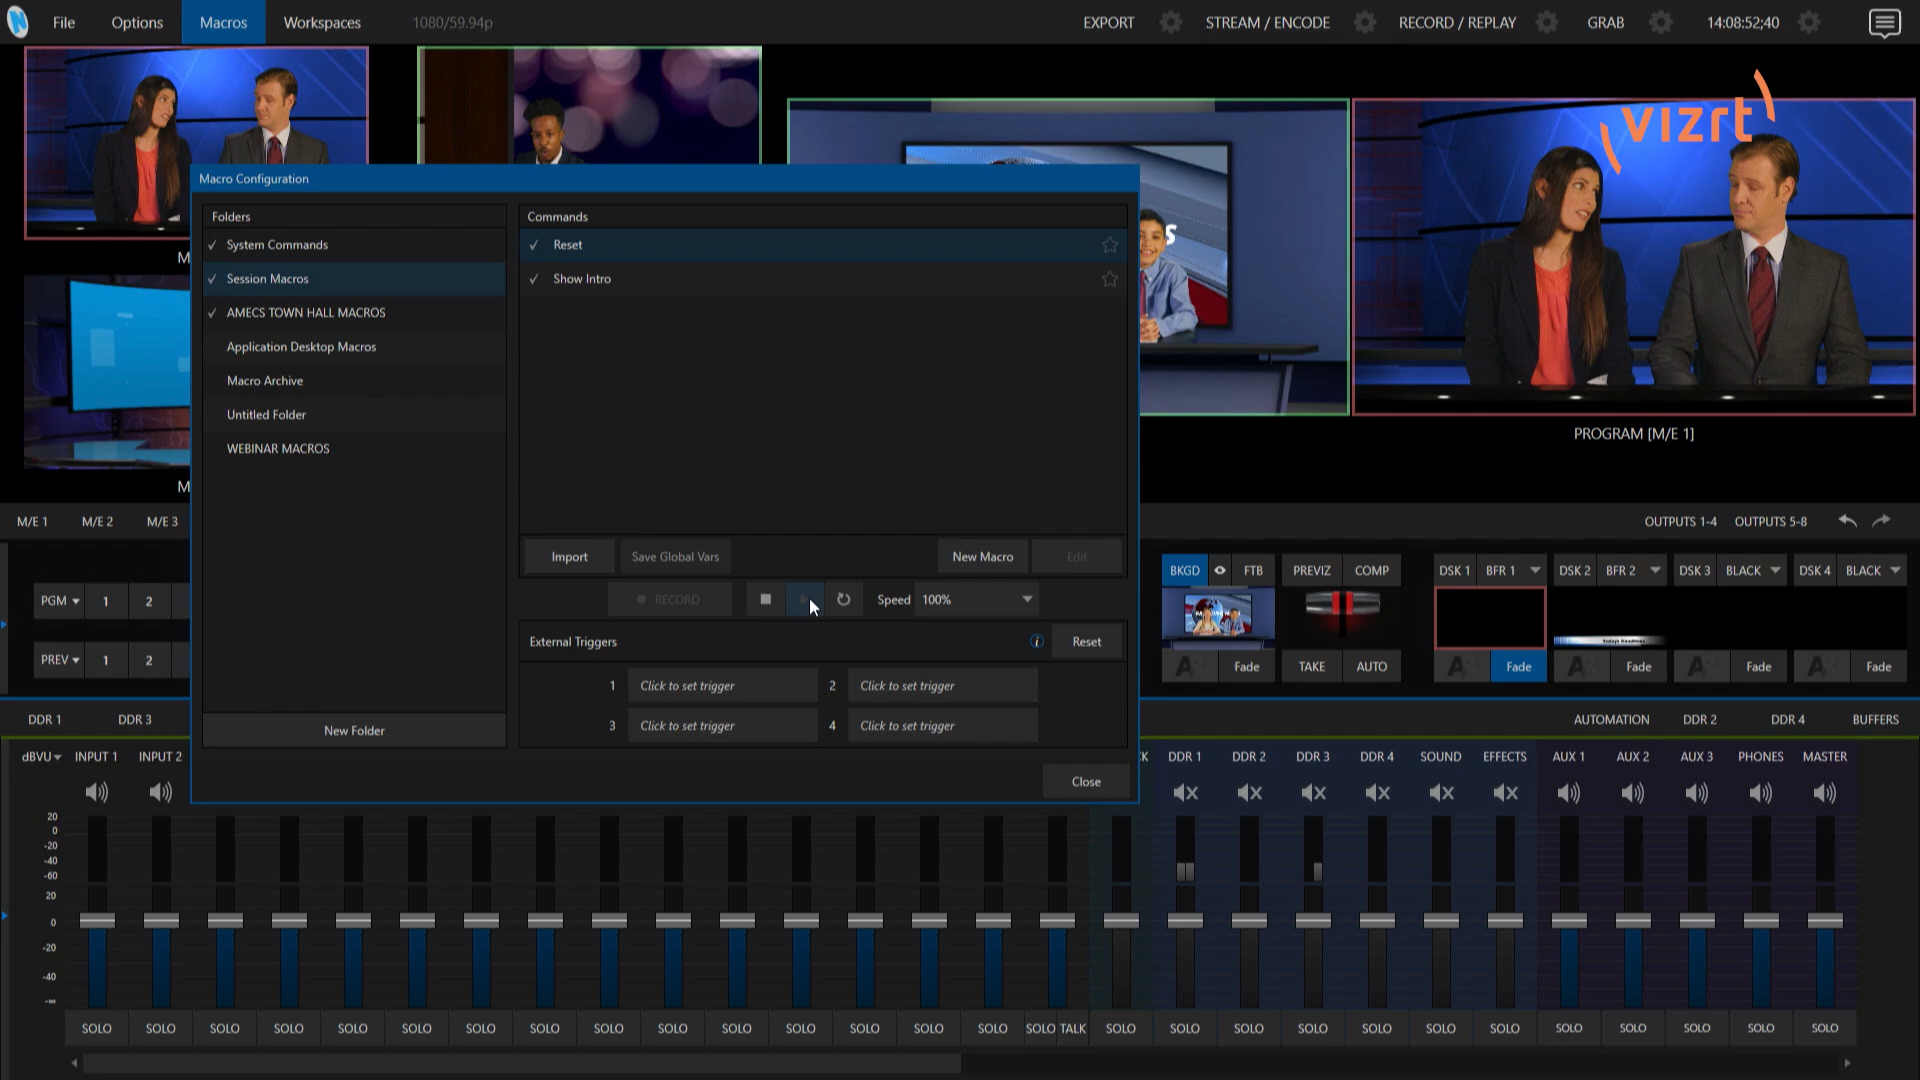 File Options Macros Workspaces 1080/59.94p EXPORT STREAM / ENCODE RECORD / REPLAY GRAB 14:08:52;40
vizrt
Macro Configuration
Folders Commands
System Commands Reset
Session Macros Show Intro
AMECS TOWN HALL MACROS
Application Desktop Macros
Macro Archive
Untitled Folder
WEBINAR MACROS
PROGRAM [M/E 1]
M/E 1 M/E 2 M/E 3 OUTPUTS 1-4 OUTPUTS 5-8
Import Save Global Vars New Macro Edit
BKGD FTB PREVIZ COMP DSK 1 BFR 1 DSK 2 BFR 2 DSK 3 BLACK DSK 4 BLACK
PGM 1 2 RECORD Speed 100%
External Triggers Reset
PREV 1 2
Fade TAKE AUTO Fade Fade Fade Fade
1 Click to set trigger 2 Click to set trigger
3 Click to set trigger 4 Click to set trigger
DDR 1 DDR 3 New Folder AUTOMATION DDR 2 DDR 4 BUFFERS
dBVU INPUT 1 INPUT 2 DDR 1 DDR 2 DDR 3 DDR 4 SOUND EFFECTS AUX 1 AUX 2 AUX 3 PHONES MASTER
Close
20
0
-20
-40
-60
20
0
-20
-40
-∞
SOLO SOLO SOLO SOLO SOLO SOLO SOLO SOLO SOLO SOLO SOLO SOLO SOLO SOLO SOLO SOLO TALK SOLO SOLO SOLO SOLO SOLO SOLO SOLO SOLO SOLO SOLO SOLO SOLO